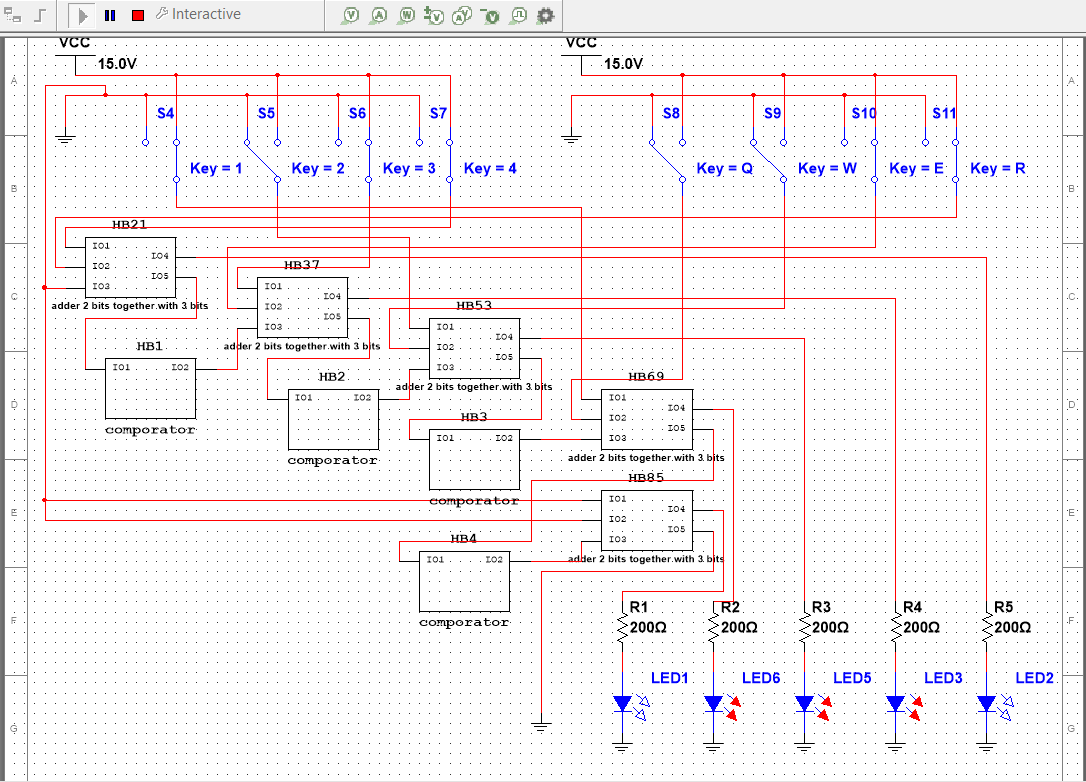 Interactive
VCC
15.0V
VCC
15.0V
A
A
S4
S5
S6
S7
S8
S9
S10
S11
Key = 1
Key = 2
Key = 3
Key = 4
Key = Q
Key = W
Key = E
Key = R
B
B
HB21
IO1
IO2
IO3
IO4
IO5
adder 2 bits together with 3 bits
HB37
IO1
IO2
IO3
IO4
IO5
adder 2 bits together with 3 bits
C
C
HB53
IO1
IO2
IO3
IO4
IO5
adder 2 bits together with 3 bits
HB1
IO1
IO2
comporator
HB2
IO1
IO2
comporator
D
D
HB69
IO1
IO2
IO3
IO4
IO5
adder 2 bits together with 3 bits
HB3
IO1
IO2
comporator
HB85
IO1
IO2
IO3
IO4
IO5
adder 2 bits together with 3 bits
E
E
HB4
IO1
IO2
comporator
F
F
R1
200Ω
R2
200Ω
R3
200Ω
R4
200Ω
R5
200Ω
LED1
LED6
LED5
LED3
LED2
G
G